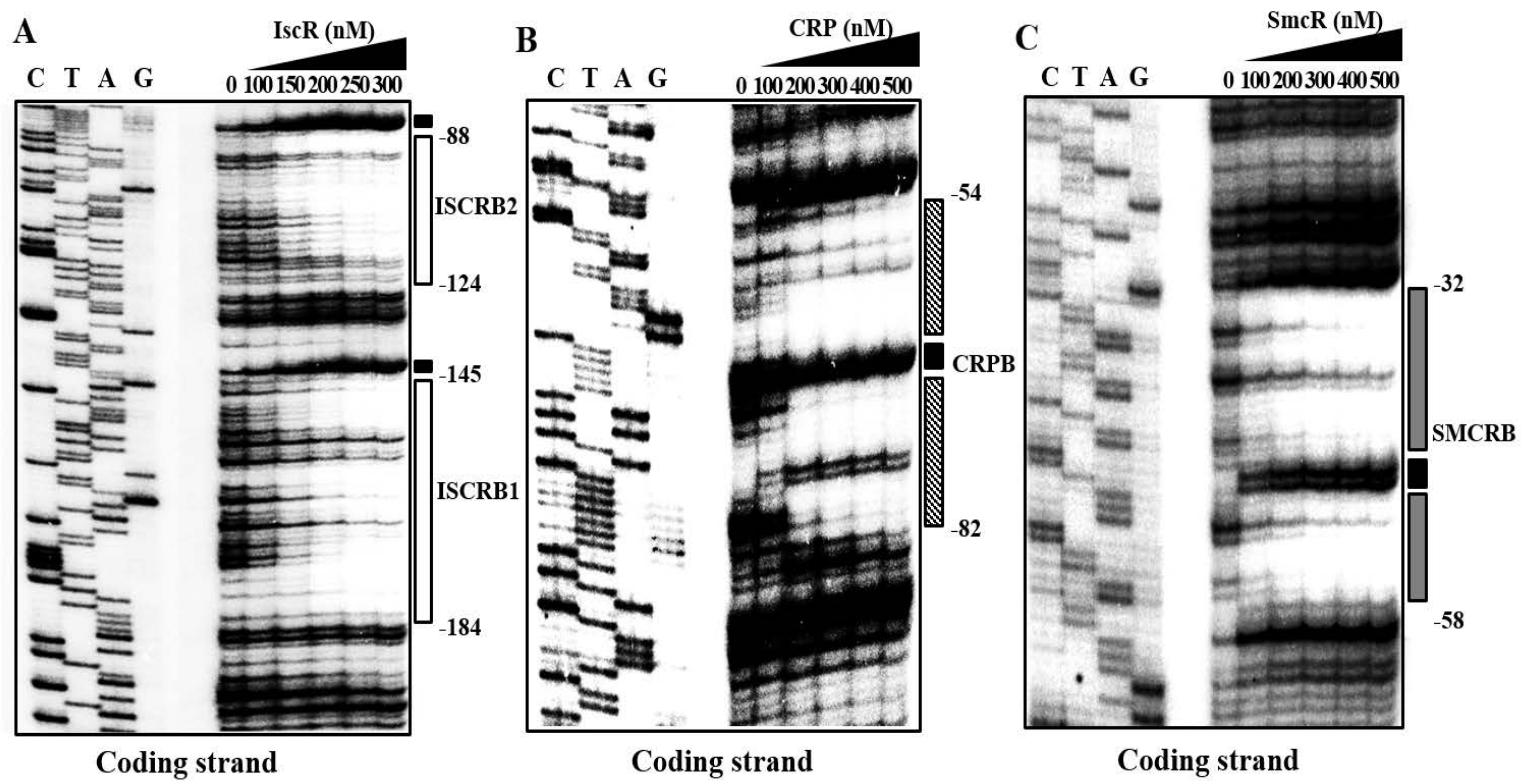 A
IscR (nM)
C T A G
0 100 150 200 250 300
-88
ISCRB2
-124
-145
ISCRB1
-184
Coding strand
B
CRP (nM)
C T A G
0 100 200 300 400 500
-54
CRPB
-82
Coding strand
C
SmcR (nM)
C T A G
0 100 200 300 400 500
-32
SMCRB
-58
Coding strand